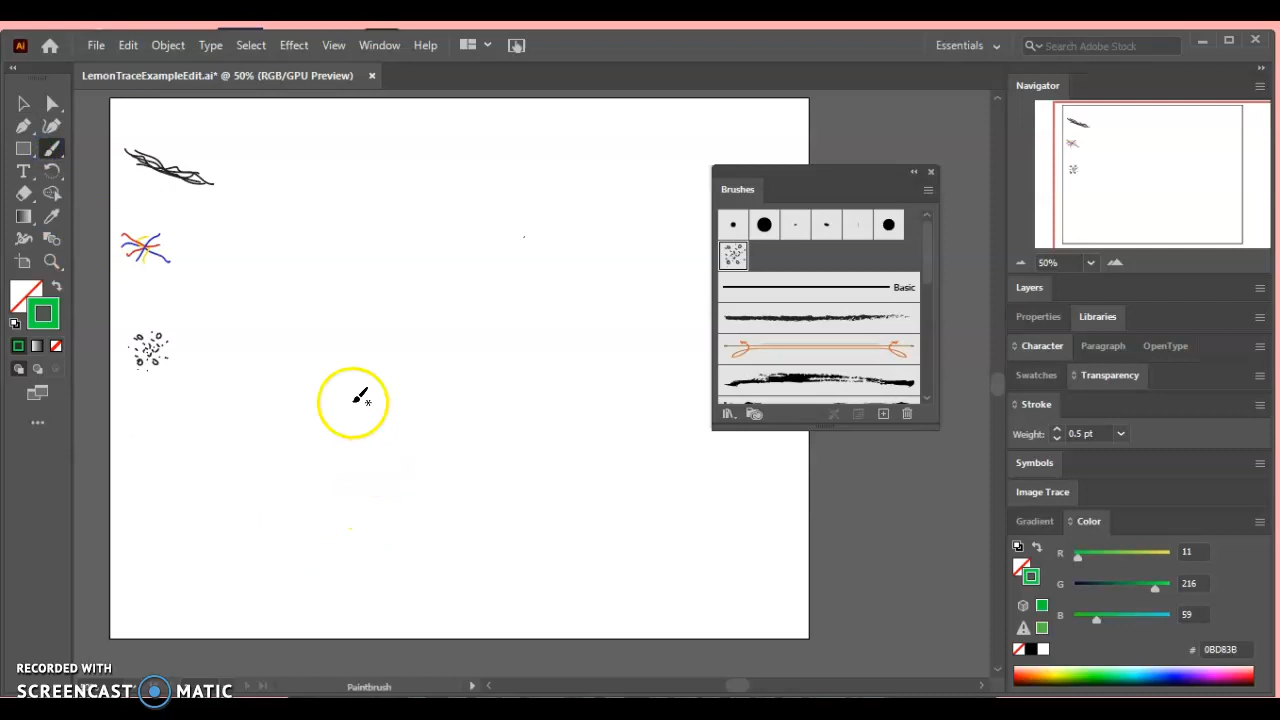 Ai File Edit Object Type Select Effect View Window Help Essentials Search Adobe Stock
LemonTraceExampleEdit.ai* @ 50% (RGB/GPU Preview)
Navigator
Brushes
50%
Basic
Layers
Properties Libraries
Character Paragraph OpenType
Swatches Transparency
Stroke
Weight: 0.5 pt
Symbols
Image Trace
Gradient Color
R 11
G 216
B 59
# 0BD83B
Paintbrush
RECORDED WITH
SCREENCAST MATIC